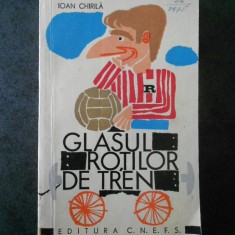 IOAN CHIRILĂ
R
GLASUL
ROȚILOR
DE TREN
EDITURA C.N.E.F.S.